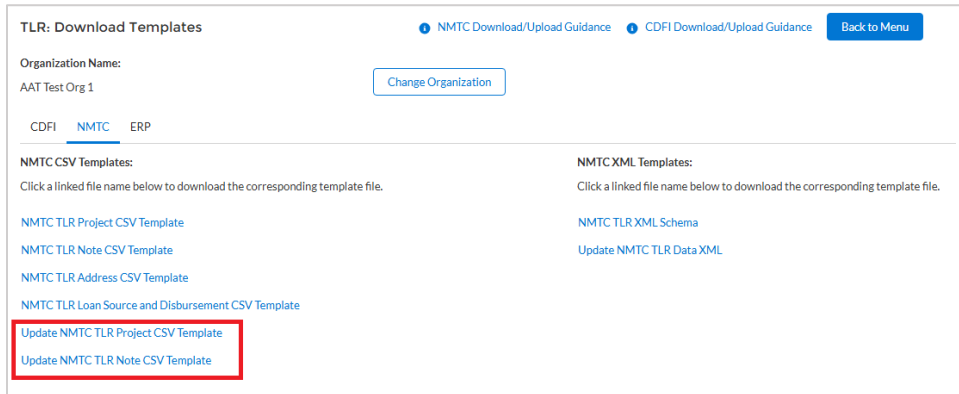 TLR: Download Templates
NMTC Download/Upload Guidance
CDFI Download/Upload Guidance
Back to Menu
Organization Name:
AAT Test Org 1
Change Organization
CDFI NMTC ERP
NMTC CSV Templates:
Click a linked file name below to download the corresponding template file.
NMTC TLR Project CSV Template
NMTC TLR Note CSV Template
NMTC TLR Address CSV Template
NMTC TLR Loan Source and Disbursement CSV Template
Update NMTC TLR Project CSV Template
Update NMTC TLR Note CSV Template
NMTC XML Templates:
Click a linked file name below to download the corresponding template file.
NMTC TLR XML Schema
Update NMTC TLR Data XML